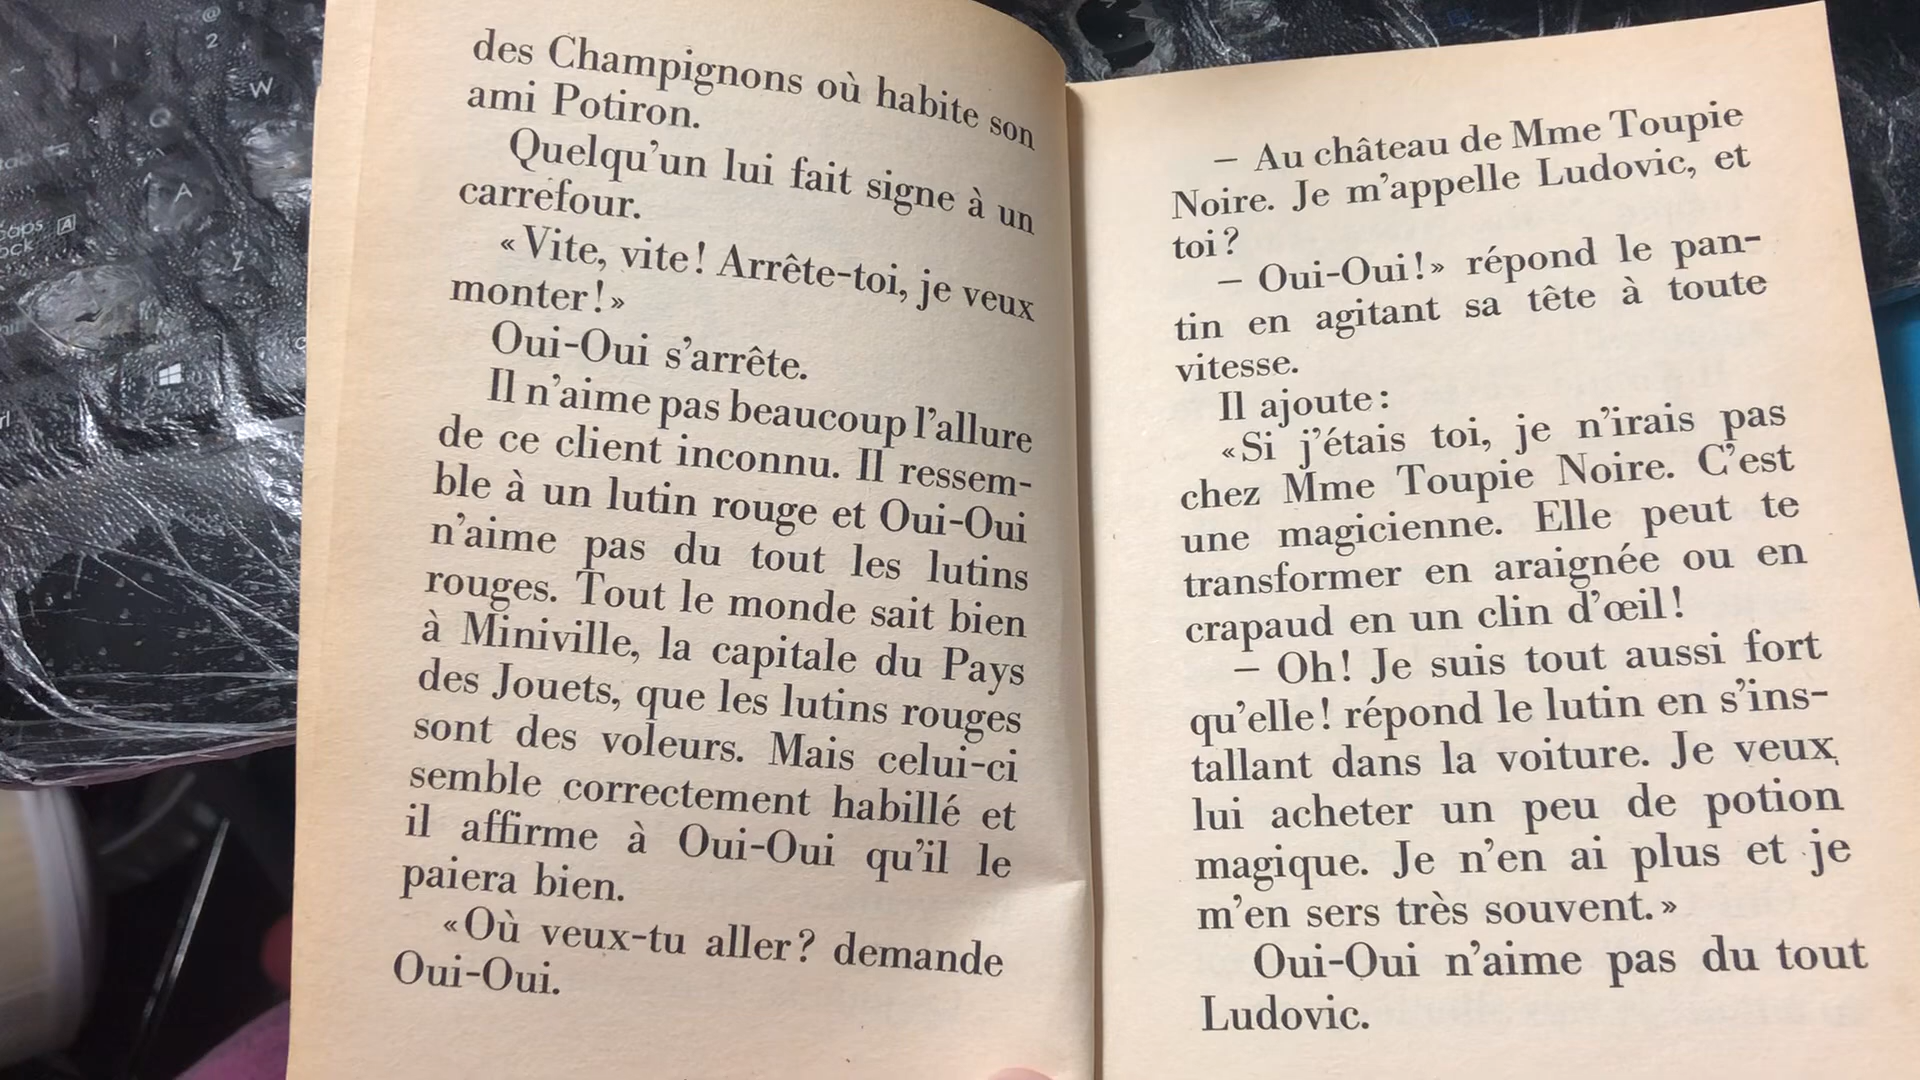 des Champignons où habite son
ami Potiron.
Quelqu'un lui fait signe à un
carrefour.
«Vite, vite! Arrête-toi, je veux
monter!»
Oui-Oui s'arrête.
Il n'aime pas beaucoup l'allure
de ce client inconnu. Il ressem-
ble à un lutin rouge et Oui-Oui
n'aime pas du tout les lutins
rouges. Tout le monde sait bien
à Miniville, la capitale du Pays
des Jouets, que les lutins rouges
sont des voleurs. Mais celui-ci
semble correctement habillé et
il affirme à Oui-Oui qu'il le
paiera bien.
«Où veux-tu aller? demande
Oui-Oui.
— Au château de Mme Toupie
Noire. Je m'appelle Ludovic, et
toi?
— Oui-Oui!» répond le pan-
tin en agitant sa tête à toute
vitesse.
Il ajoute:
«Si j'étais toi, je n'irais pas
chez Mme Toupie Noire. C'est
une magicienne. Elle peut te
transformer en araignée ou en
crapaud en un clin d'œil!
— Oh! Je suis tout aussi fort
qu'elle! répond le lutin en s'ins-
tallant dans la voiture. Je veux
lui acheter un peu de potion
magique. Je n'en ai plus et je
m'en sers très souvent.»
Oui-Oui n'aime pas du tout
Ludovic.
@
2
W
Q
A
Z